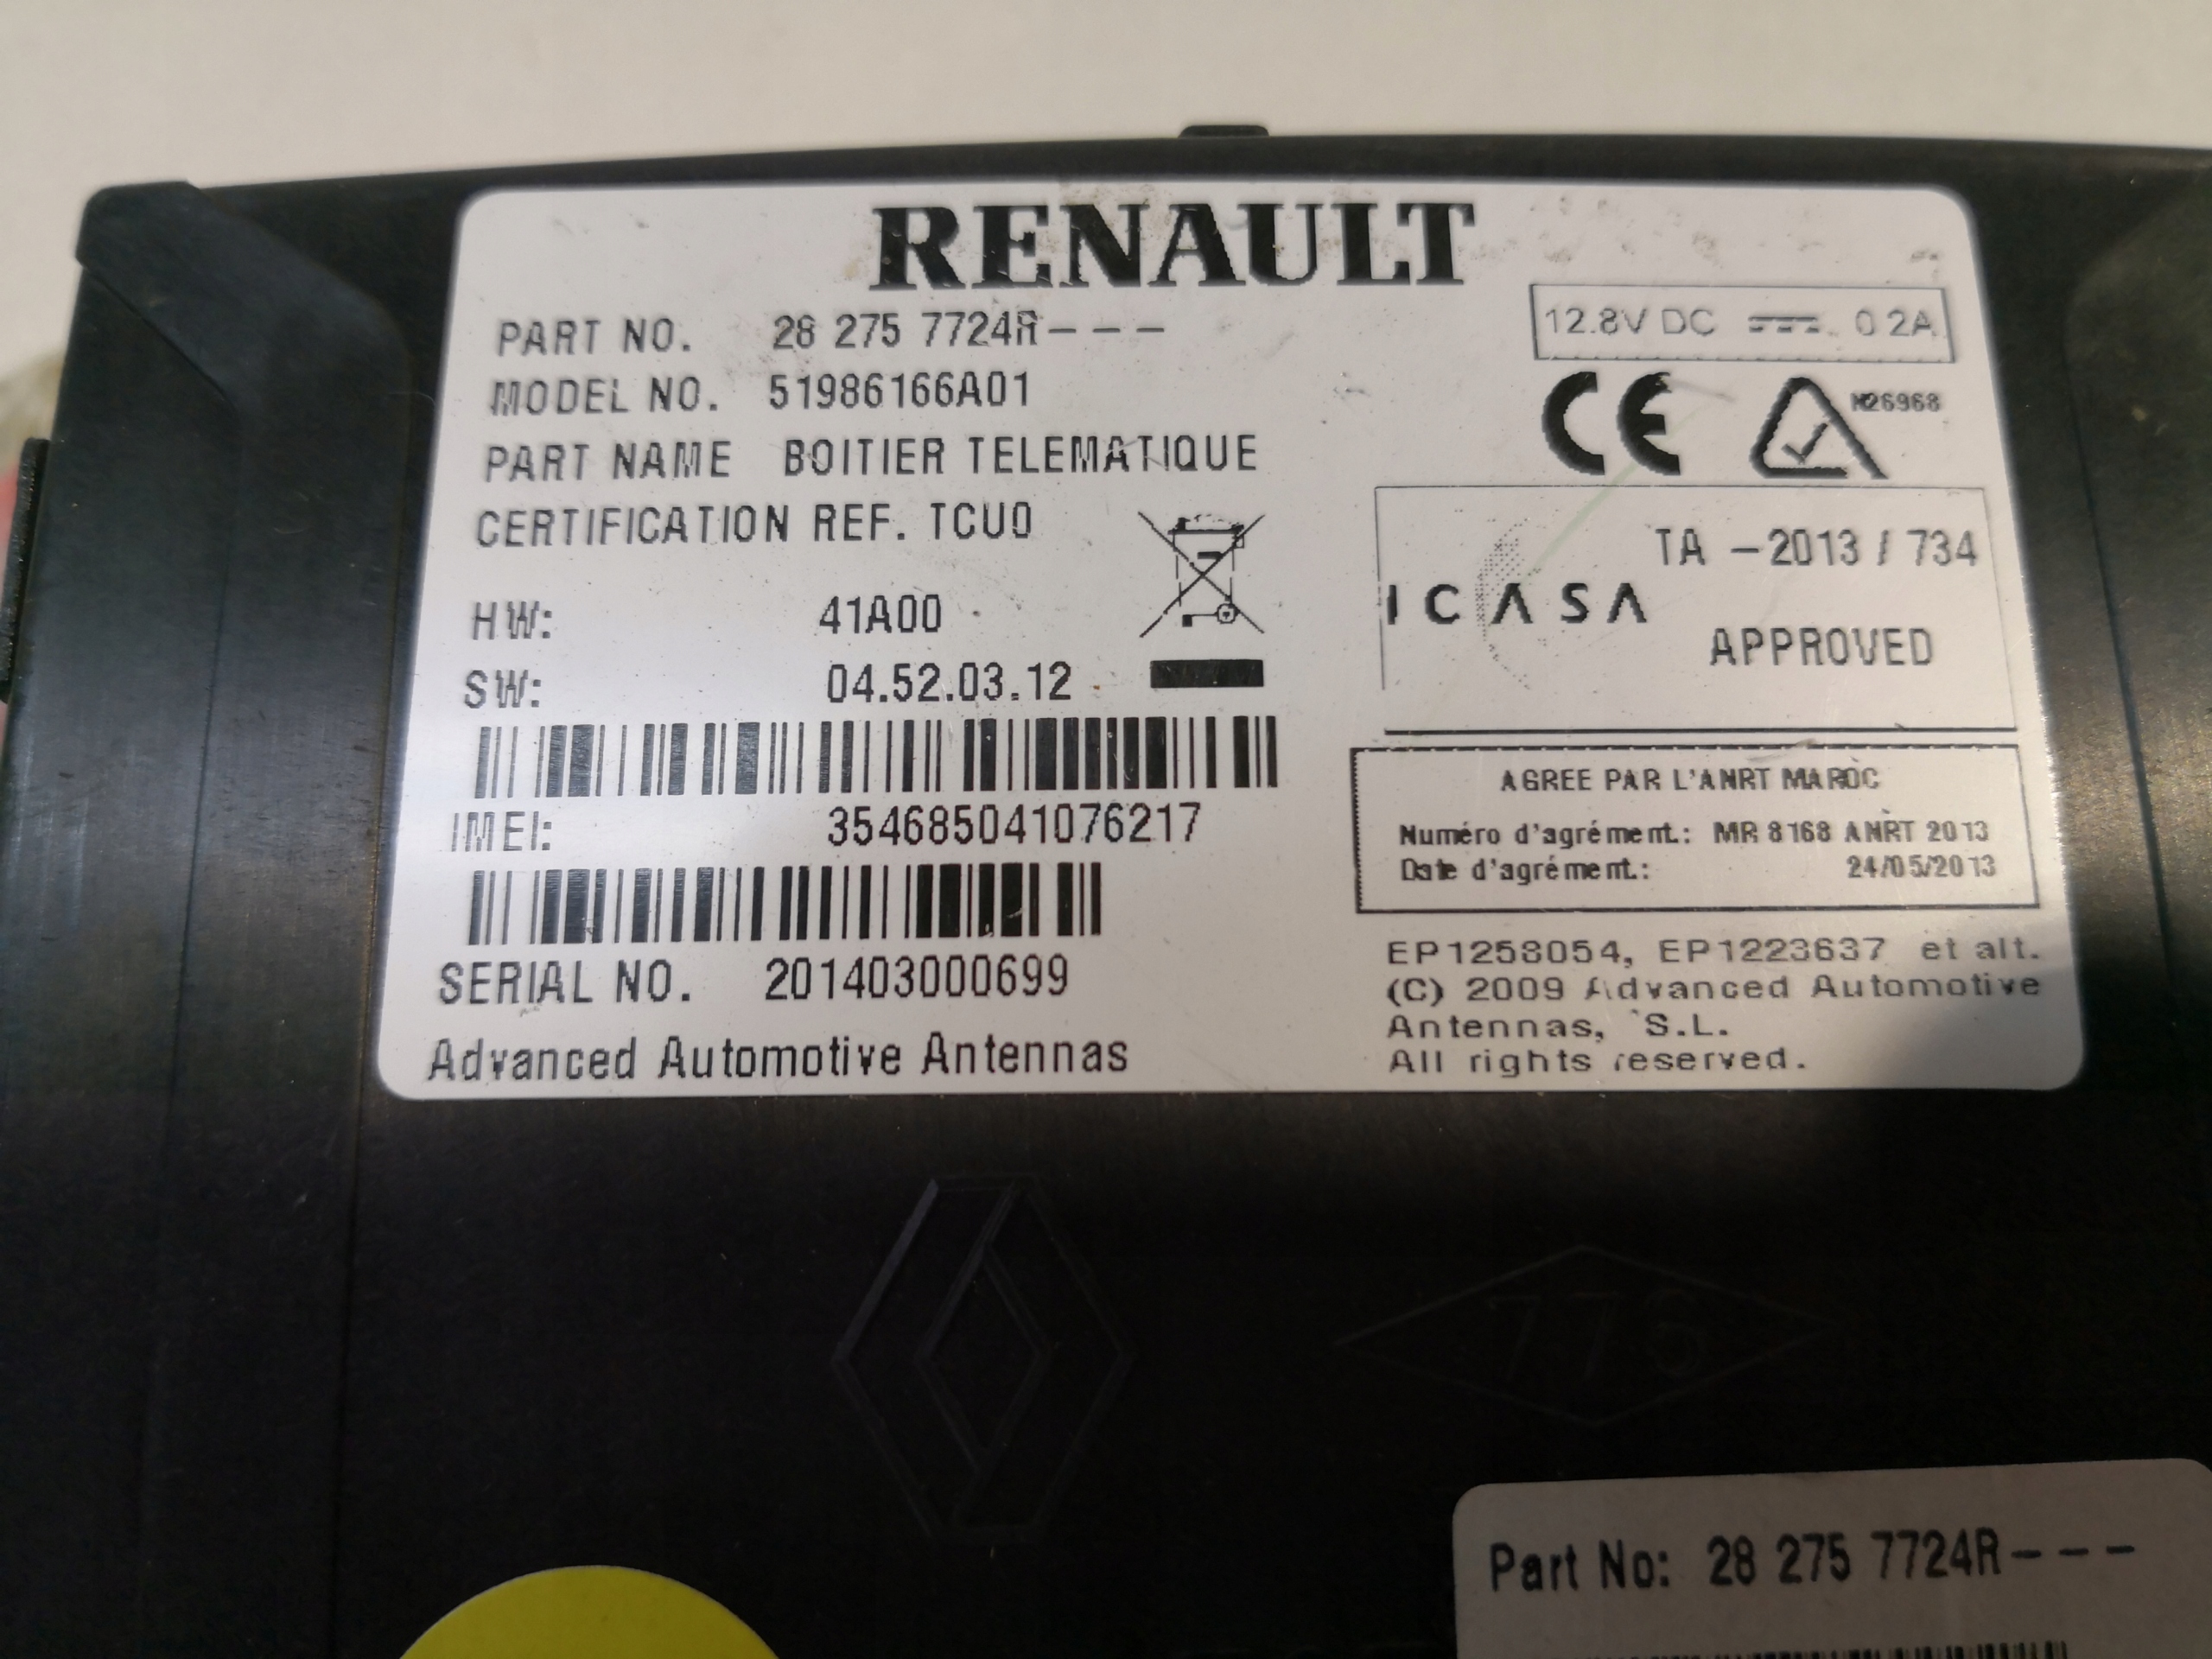 RENAULT
PART NO. 28 275 7724R---
12.8V DC 0.2A
MODEL NO. 51986166A01
N26968
PART NAME BOITIER TELEMATIQUE
CERTIFICATION REF. TCU0
HW: 41A00
SW: 04.52.03.12
ICASA TA -2013 / 734
APPROVED
IMEI: 354685041076217
AGREE PAR L'ANRT MAROC
Numéro d'agrément.: MR 8168 ANRT 2013
Date d'agrément.: 24/05/2013
SERIAL NO. 201403000699
Advanced Automotive Antennas
EP1258054, EP1223637 et alt.
(C) 2009 Advanced Automotive
Antennas, S.L.
All rights reserved.
Part No: 28 275 7724R---